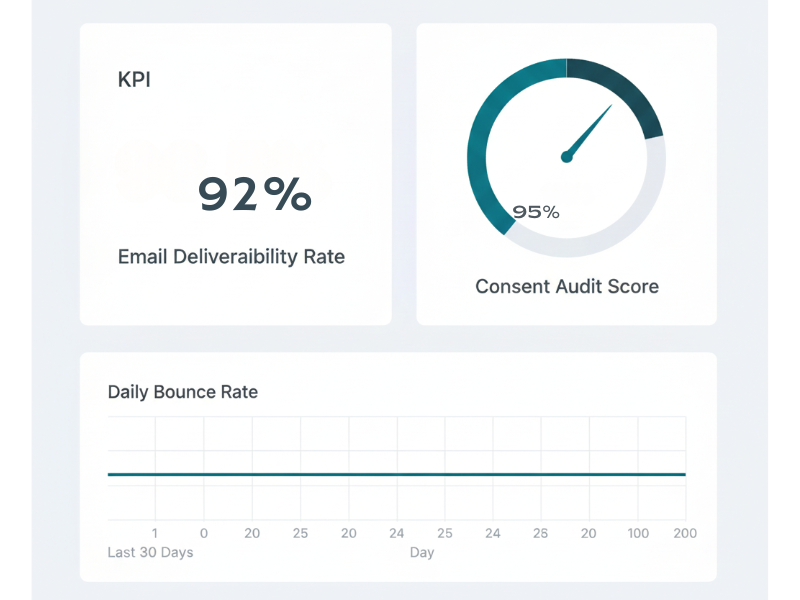 KPI
92%
Email Deliveraibility Rate
95%
Consent Audit Score
Daily Bounce Rate
1 0 20 25 20 24 25 24 26 20 100 200
Last 30 Days Day